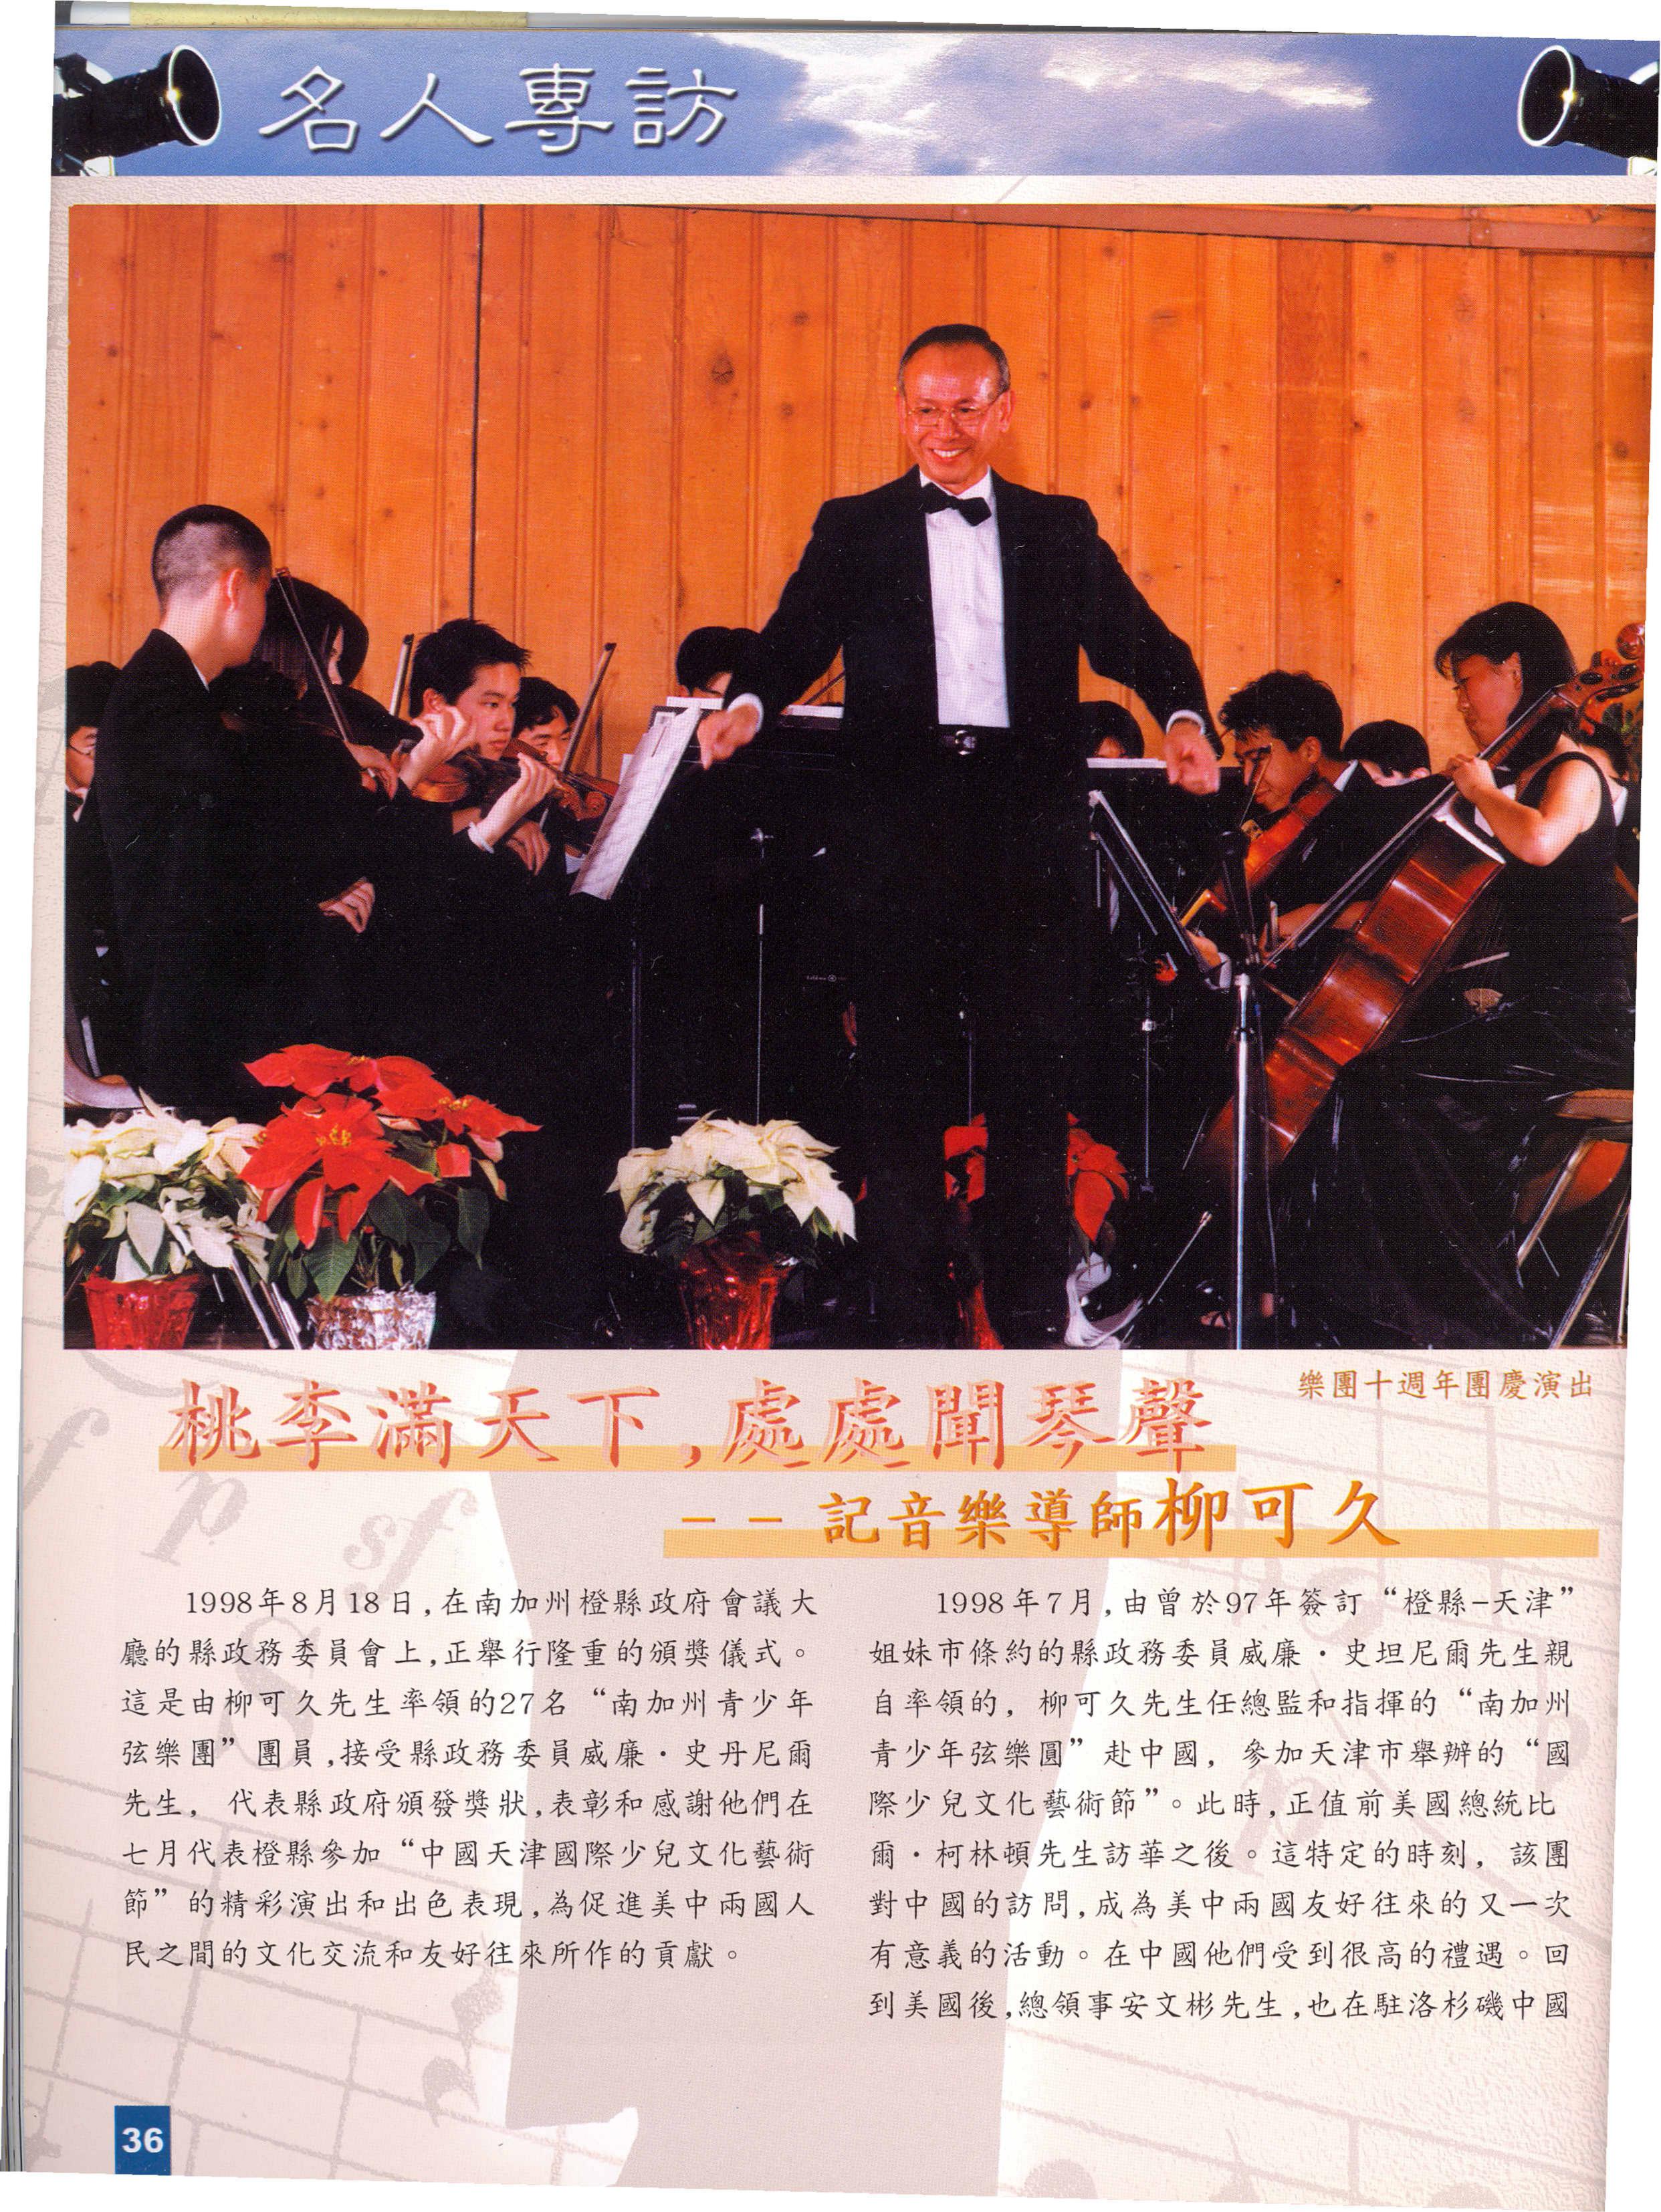 名人專訪
樂團十週年團慶演出
桃李滿天下,處處聞琴聲
－－ 記音樂導師柳可久
1998年8月18日,在南加州橙縣政府會議大
廳的縣政務委員會上,正舉行隆重的頒獎儀式。
這是由柳可久先生率領的27名“南加州青少年
弦樂團”團員,接受縣政務委員威廉·史丹尼爾
先生, 代表縣政府頒發獎狀,表彰和感謝他們在
七月代表橙縣參加“中國天津國際少兒文化藝術
節”的精彩演出和出色表現,為促進美中兩國人
民之間的文化交流和友好往來所作的貢獻。
1998年7月,由曾於97年簽訂“橙縣–天津”
姐妹市條約的縣政務委員威廉·史坦尼爾先生親
自率領的, 柳可久先生任總監和指揮的“南加州
青少年弦樂圓”赴中國, 參加天津市舉辦的“國
際少兒文化藝術節”。此時,正值前美國總統比
爾·柯林頓先生訪華之後。這特定的時刻, 該團
對中國的訪問,成為美中兩國友好往來的又一次
有意義的活動。在中國他們受到很高的禮遇。回
到美國後,總領事安文彬先生,也在駐洛杉磯中國
36